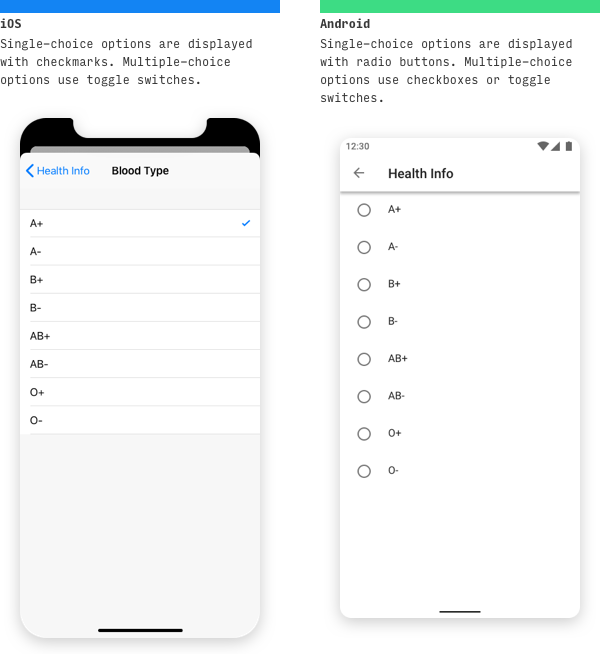 iOS
Single-choice options are displayed
with checkmarks. Multiple-choice
options use toggle switches.
Health Info
Blood Type
A+
A-
B+
B-
AB+
AB-
O+
O-
Android
Single-choice options are displayed
with radio buttons. Multiple-choice
options use checkboxes or toggle
switches.
12:30
Health Info
A+
A-
B+
B-
AB+
AB-
O+
O-